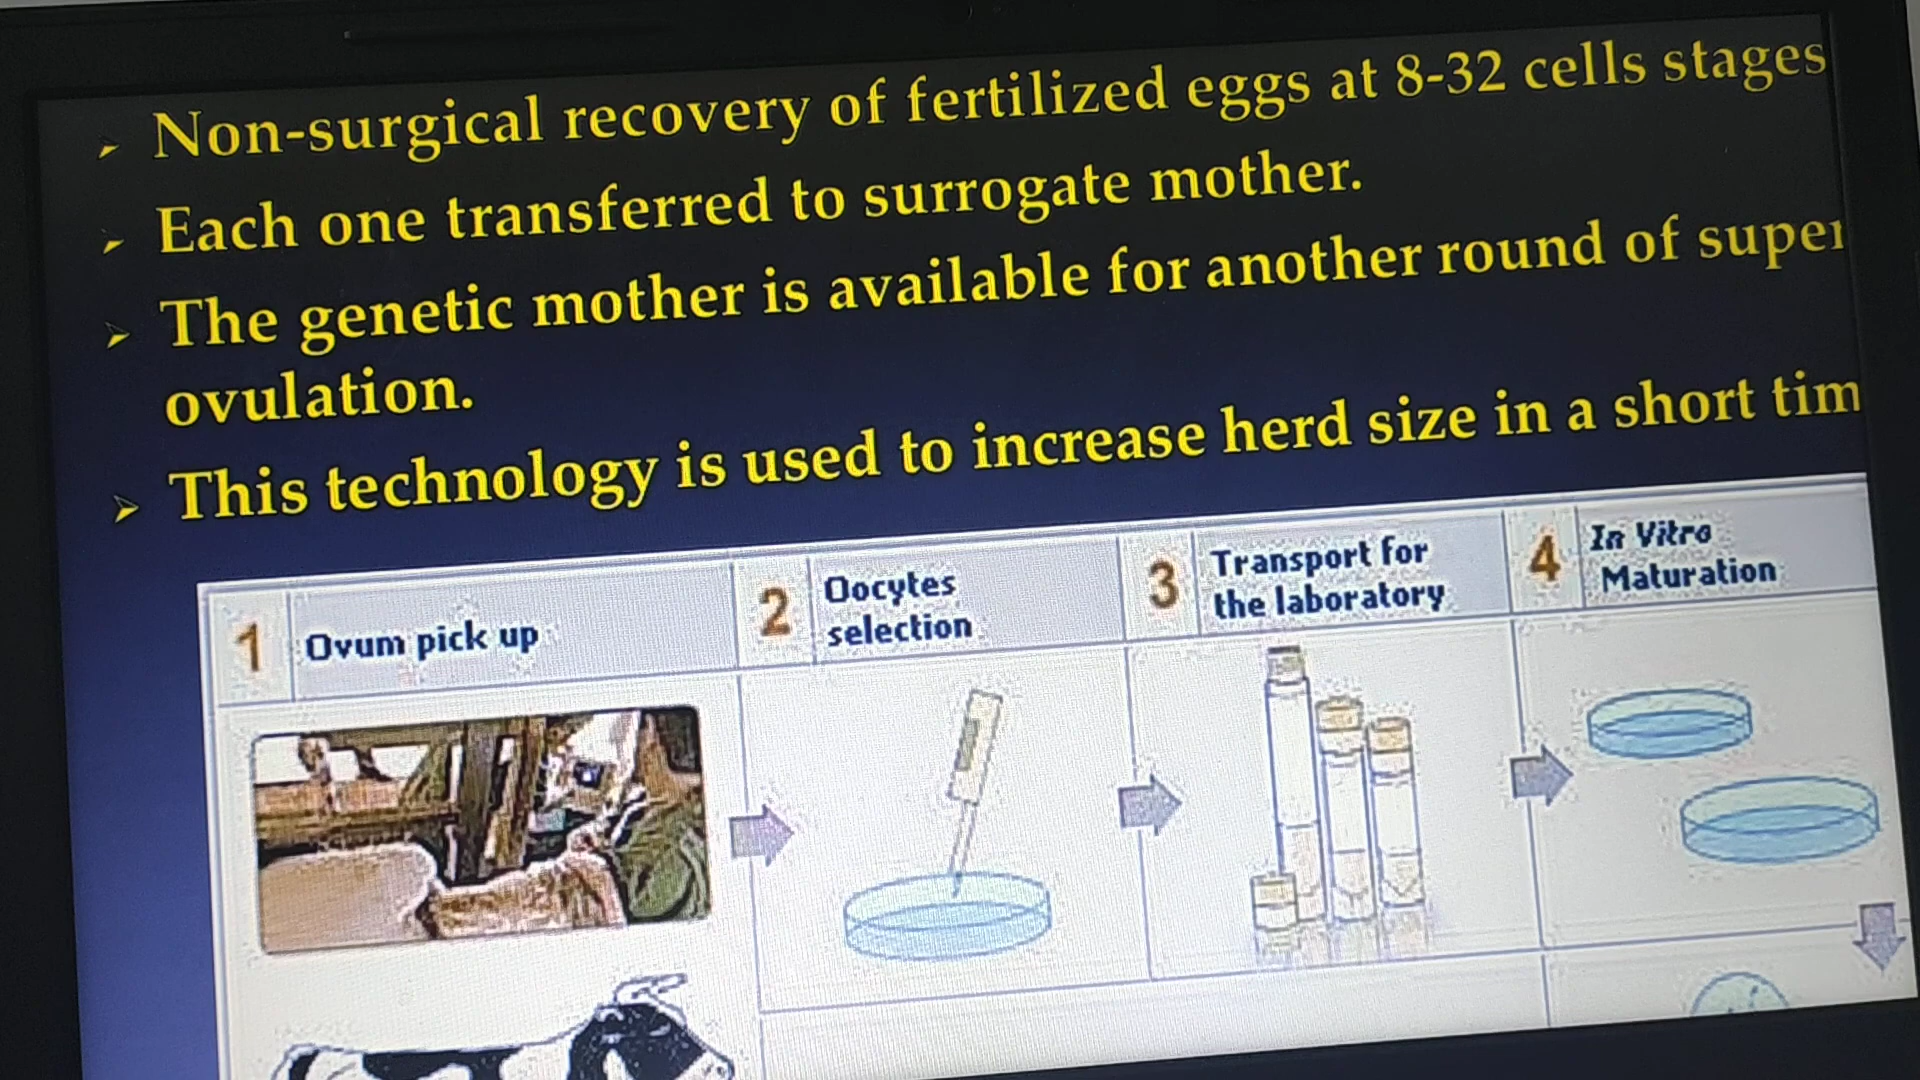 Non-surgical recovery of fertilized eggs at 8-32 cells stages
Each one transferred to surrogate mother.
The genetic mother is available for another round of super
ovulation.
This technology is used to increase herd size in a short tim
1 Ovum pick up
2 Oocytes
selection
3 Transport for
the laboratory
4 In Vitro
Maturation